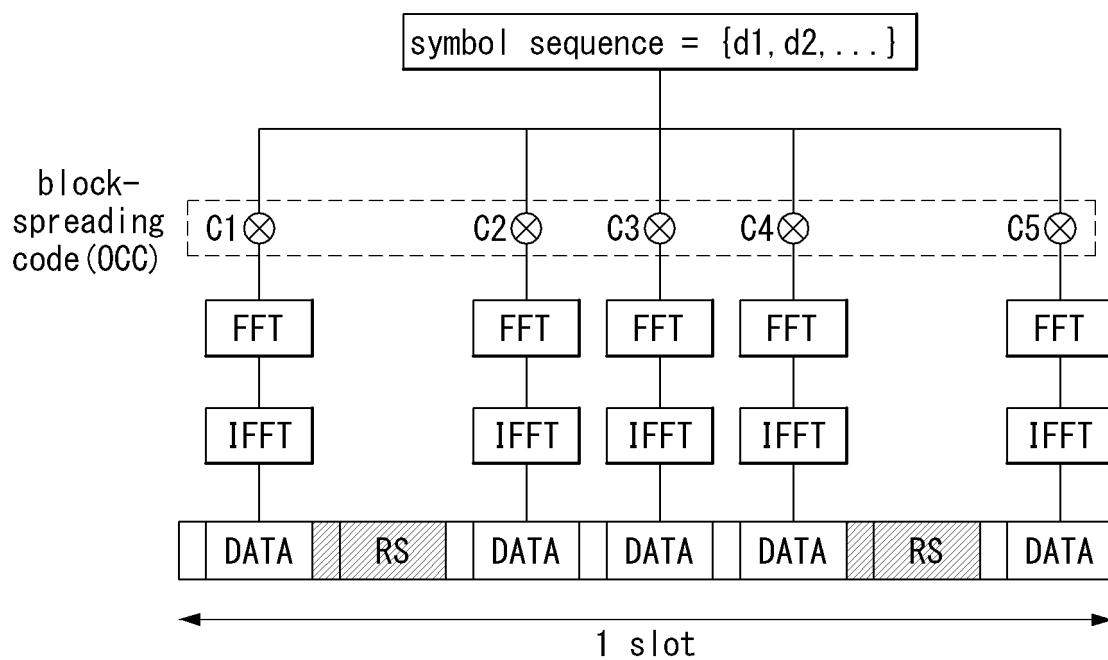 symbol sequence = {d1,d2,...}
block-
spreading
code(OCC)
C1 C2 C3 C4 C5
FFT FFT FFT FFT FFT
IFFT IFFT IFFT IFFT IFFT
DATA RS DATA DATA DATA RS DATA
1 slot